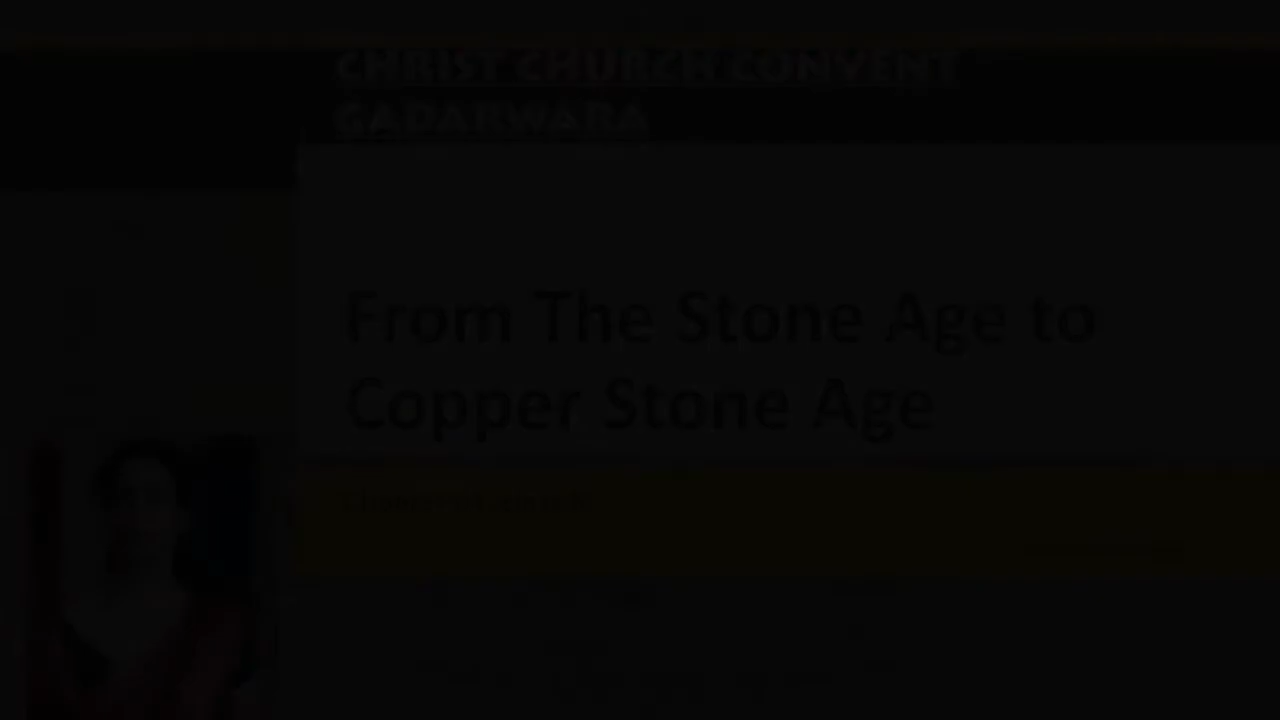 CHRIST CHURCH CONVENT
GADARWARA
From The Stone Age to
Copper Stone Age